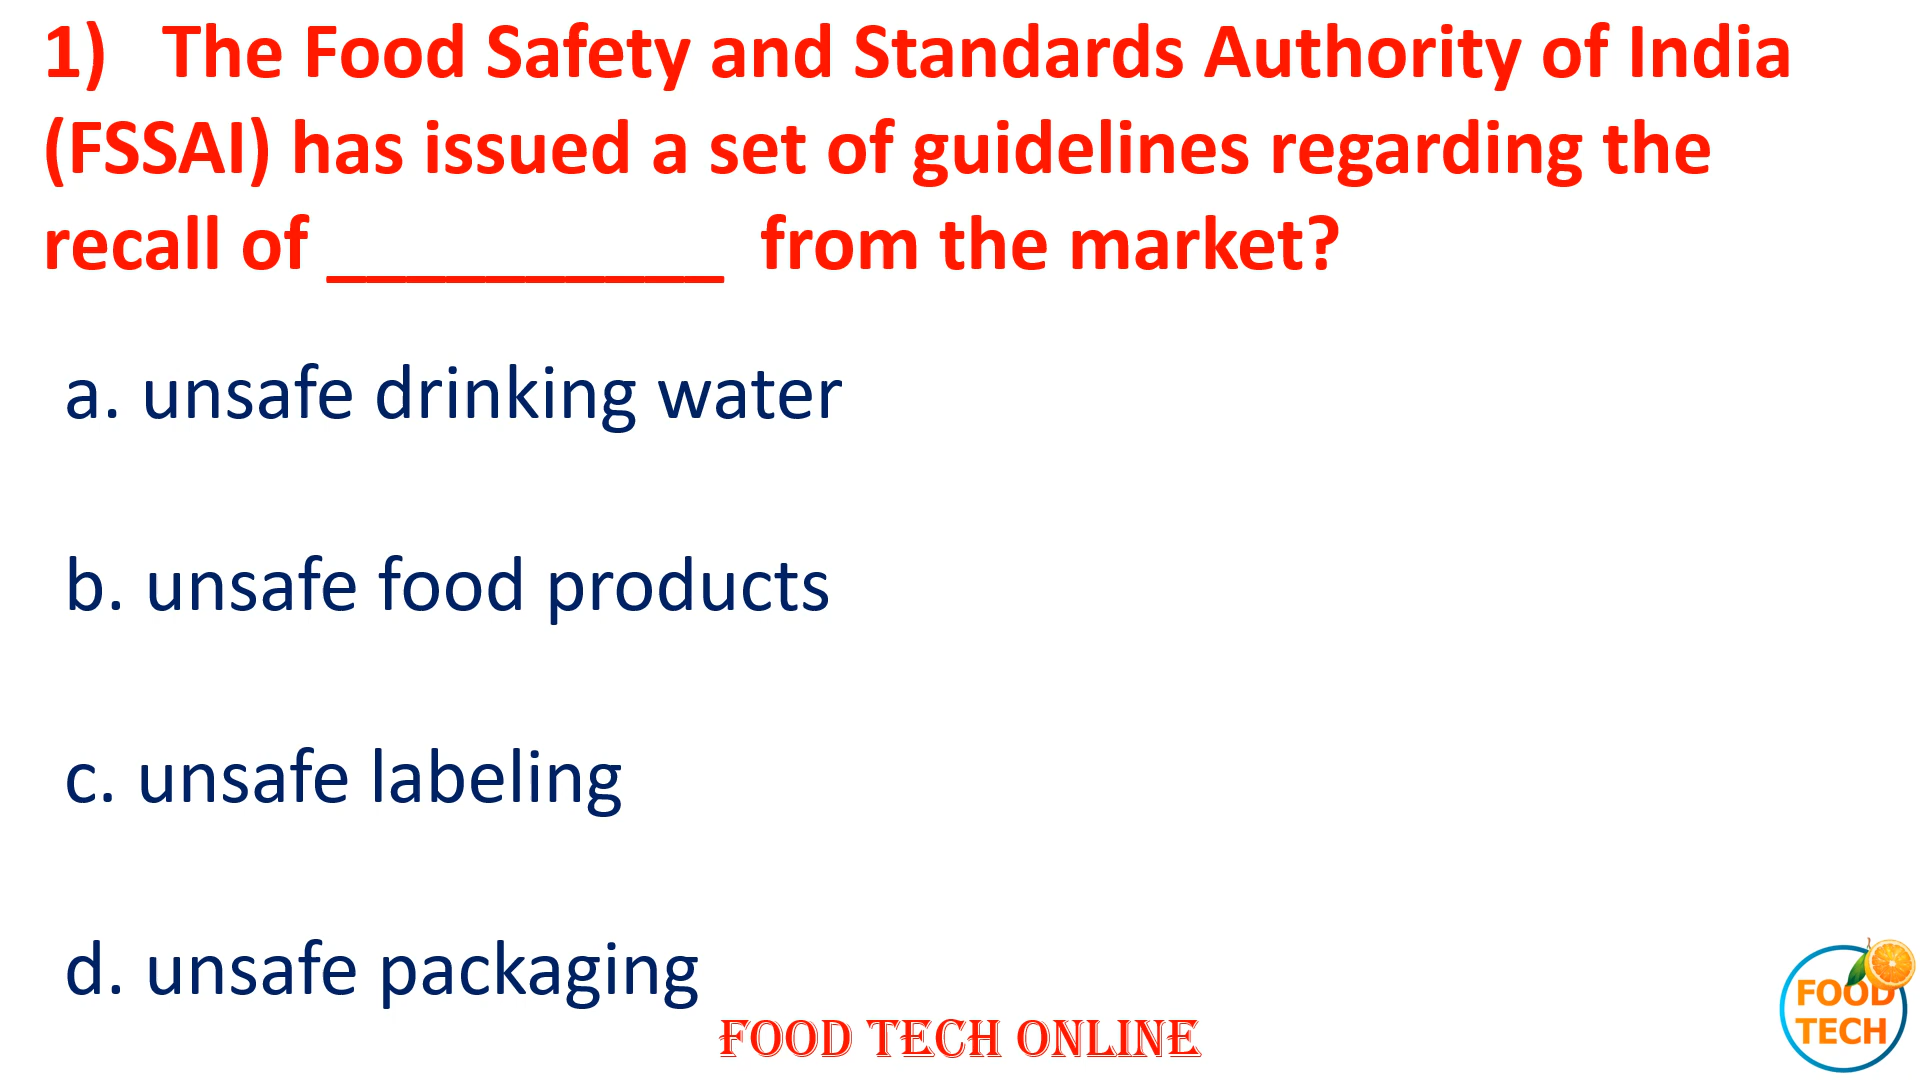 1) The Food Safety and Standards Authority of India
(FSSAI) has issued a set of guidelines regarding the
recall of __________ from the market?
a. unsafe drinking water
b. unsafe food products
c. unsafe labeling
d. unsafe packaging
FOOD TECH ONLINE
FOOD
TECH